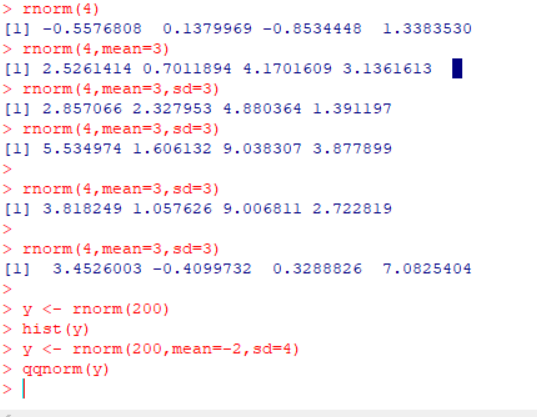 > rnorm(4)
[1] -0.5576808  0.1379969 -0.8534448  1.3383530
> rnorm(4,mean=3)
[1] 2.5261414 0.7011894 4.1701609 3.1361613
> rnorm(4,mean=3,sd=3)
[1] 2.857066 2.327953 4.880364 1.391197
> rnorm(4,mean=3,sd=3)
[1] 5.534974 1.606132 9.038307 3.877899
>
> rnorm(4,mean=3,sd=3)
[1] 3.818249 1.057626 9.006811 2.722819
>
> rnorm(4,mean=3,sd=3)
[1]  3.4526003 -0.4099732  0.3288826  7.0825404
>
> y <- rnorm(200)
> hist(y)
> y <- rnorm(200,mean=-2,sd=4)
> qqnorm(y)
>